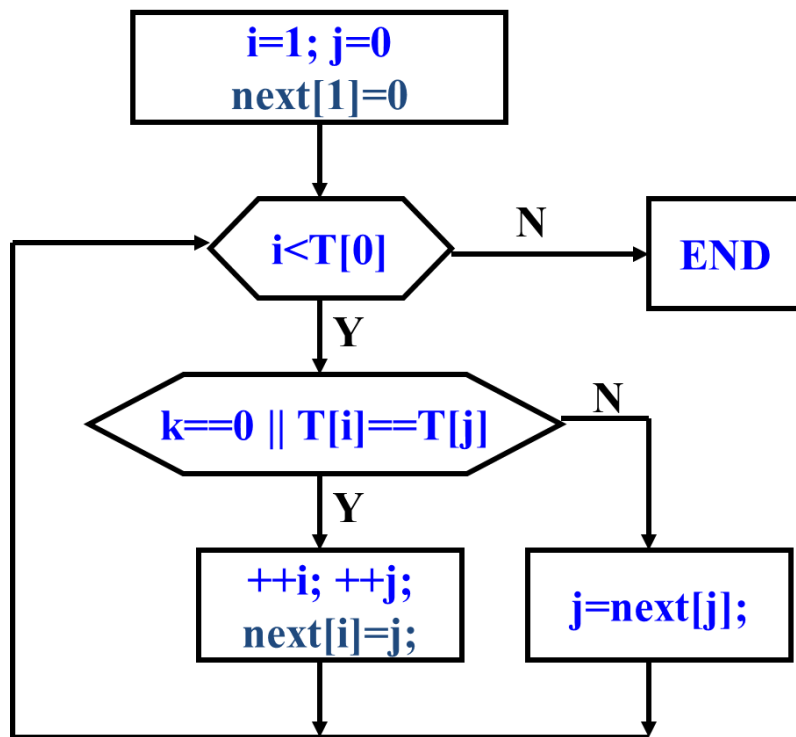 i=1; j=0
next[1]=0
i<T[0]
N
END
Y
k==0 || T[i]==T[j]
N
Y
++i; ++j;
next[i]=j;
j=next[j];